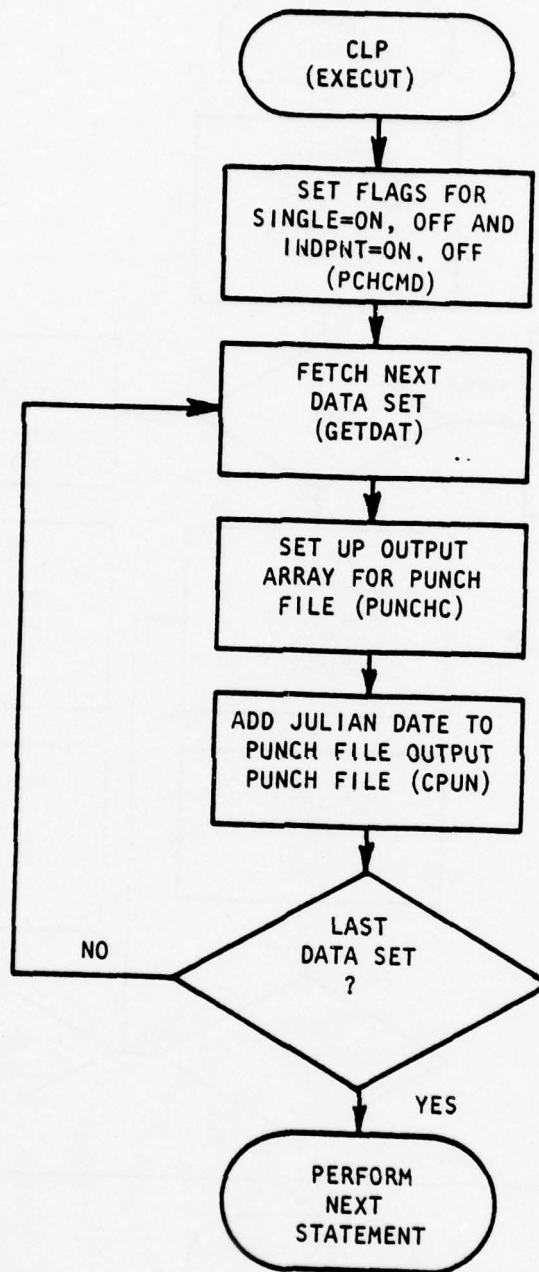 CLP
(EXECUT)
SET FLAGS FOR
SINGLE=ON, OFF AND
INDPNT=ON, OFF
(PCHCMD)
FETCH NEXT
DATA SET
(GETDAT)
SET UP OUTPUT
ARRAY FOR PUNCH
FILE (PUNCHC)
ADD JULIAN DATE TO
PUNCH FILE OUTPUT
PUNCH FILE (CPUN)
LAST
DATA SET
?
NO
YES
PERFORM
NEXT
STATEMENT